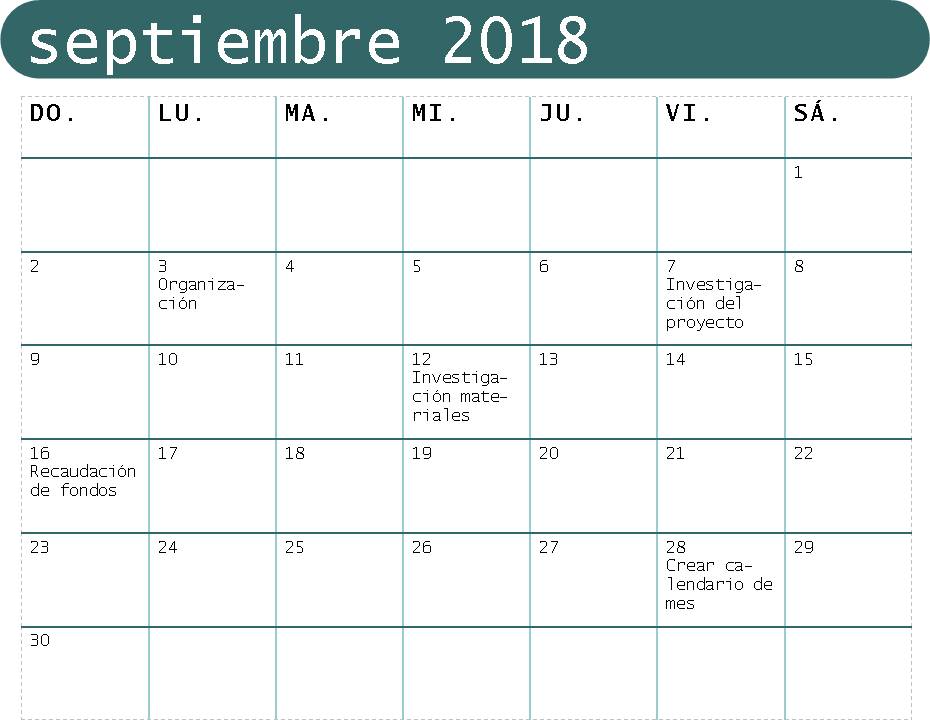 septiembre 2018
DO. LU. MA. MI. JU. VI. SÁ.
1
2 3 4 5 6 7 8
Organiza- Investiga-
ción ción del
proyecto
9 10 11 12 13 14 15
Investiga-
ción mate-
riales
16 17 18 19 20 21 22
Recaudación
de fondos
23 24 25 26 27 28 29
Crear ca-
lendario de
mes
30